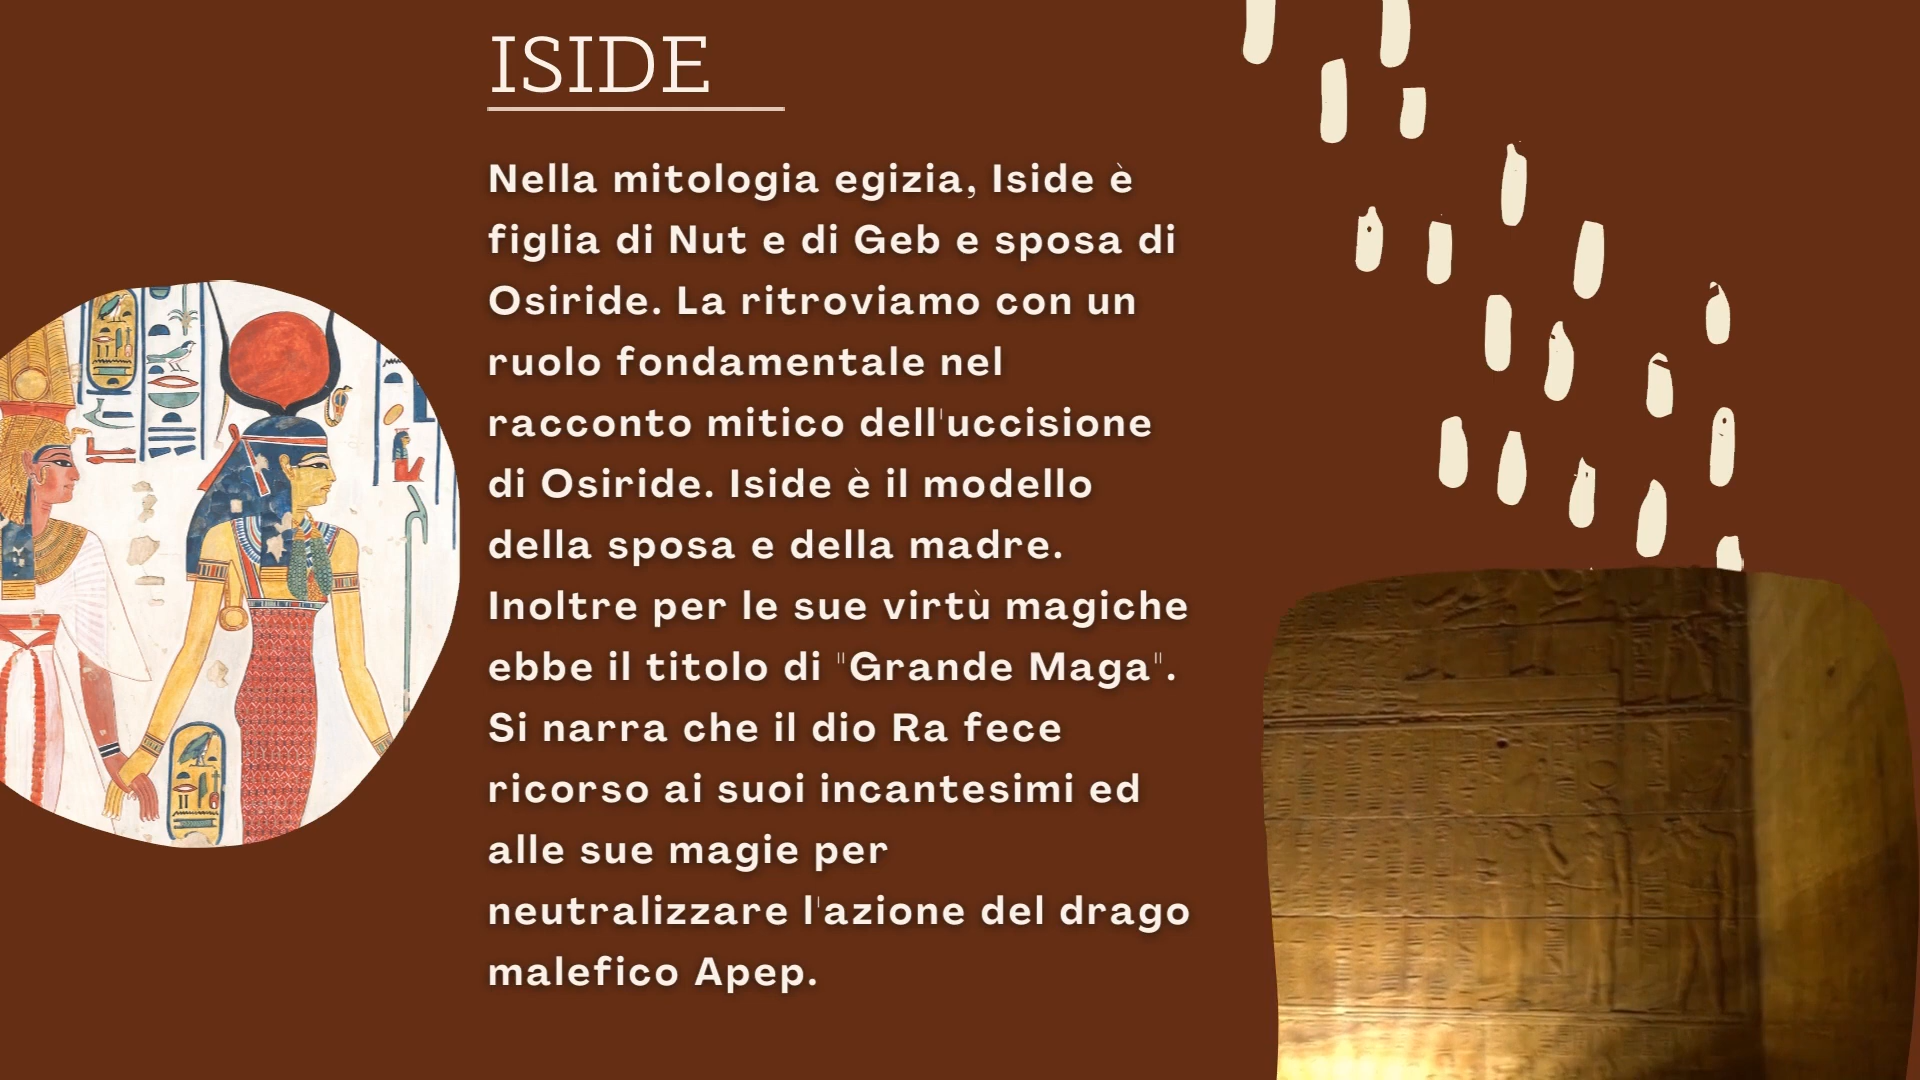 ISIDE
Nella mitologia egizia, Iside è
figlia di Nut e di Geb e sposa di
Osiride. La ritroviamo con un
ruolo fondamentale nel
racconto mitico dell'uccisione
di Osiride. Iside è il modello
della sposa e della madre.
Inoltre per le sue virtù magiche
ebbe il titolo di "Grande Maga".
Si narra che il dio Ra fece
ricorso ai suoi incantesimi ed
alle sue magie per
neutralizzare l'azione del drago
malefico Apep.